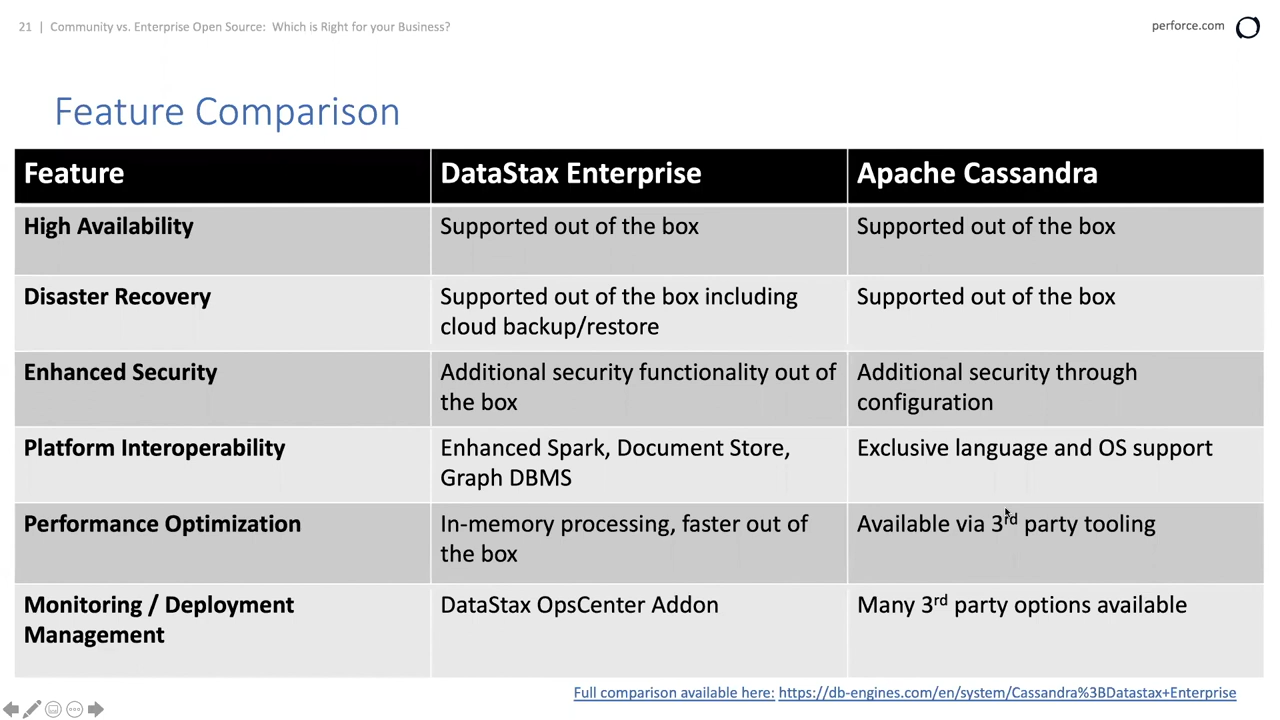 21 | Community vs. Enterprise Open Source: Which is Right for your Business?
perforce.com
Feature Comparison
Feature
DataStax Enterprise
Apache Cassandra
High Availability
Supported out of the box
Supported out of the box
Disaster Recovery
Supported out of the box including
cloud backup/restore
Supported out of the box
Enhanced Security
Additional security functionality out of
the box
Additional security through
configuration
Platform Interoperability
Enhanced Spark, Document Store,
Graph DBMS
Exclusive language and OS support
Performance Optimization
In-memory processing, faster out of
the box
Available via 3rd party tooling
Monitoring / Deployment
Management
DataStax OpsCenter Addon
Many 3rd party options available
Full comparison available here: https://db-engines.com/en/system/Cassandra%3BDatastax+Enterprise